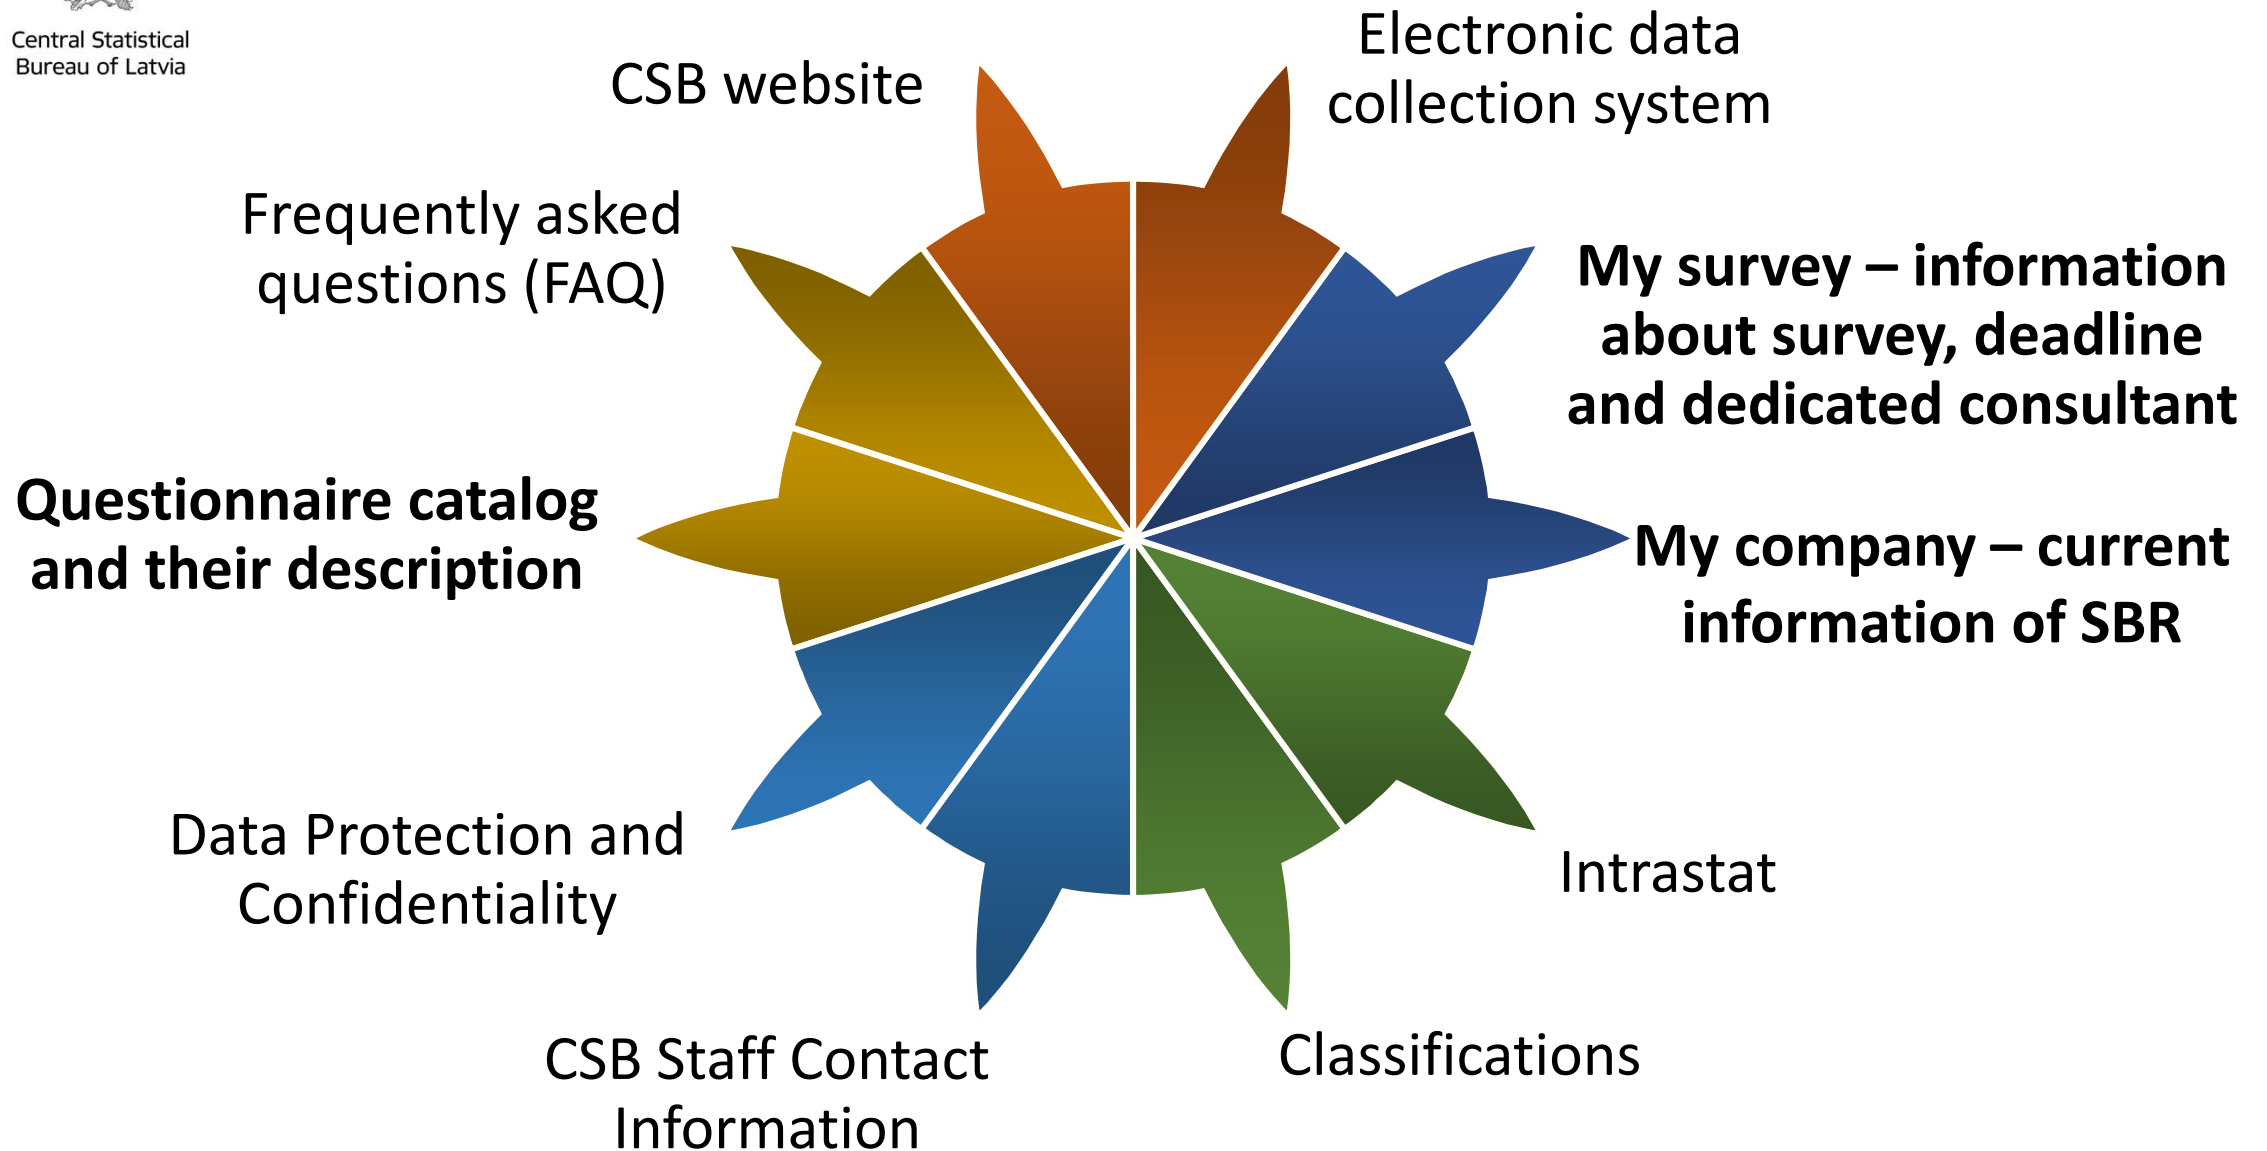 Central Statistical
Bureau of Latvia
CSB website
Electronic data
collection system
Frequently asked
questions (FAQ)
My survey – information
about survey, deadline
and dedicated consultant
Questionnaire catalog
and their description
My company – current
information of SBR
Data Protection and
Confidentiality
Intrastat
CSB Staff Contact
Information
Classifications